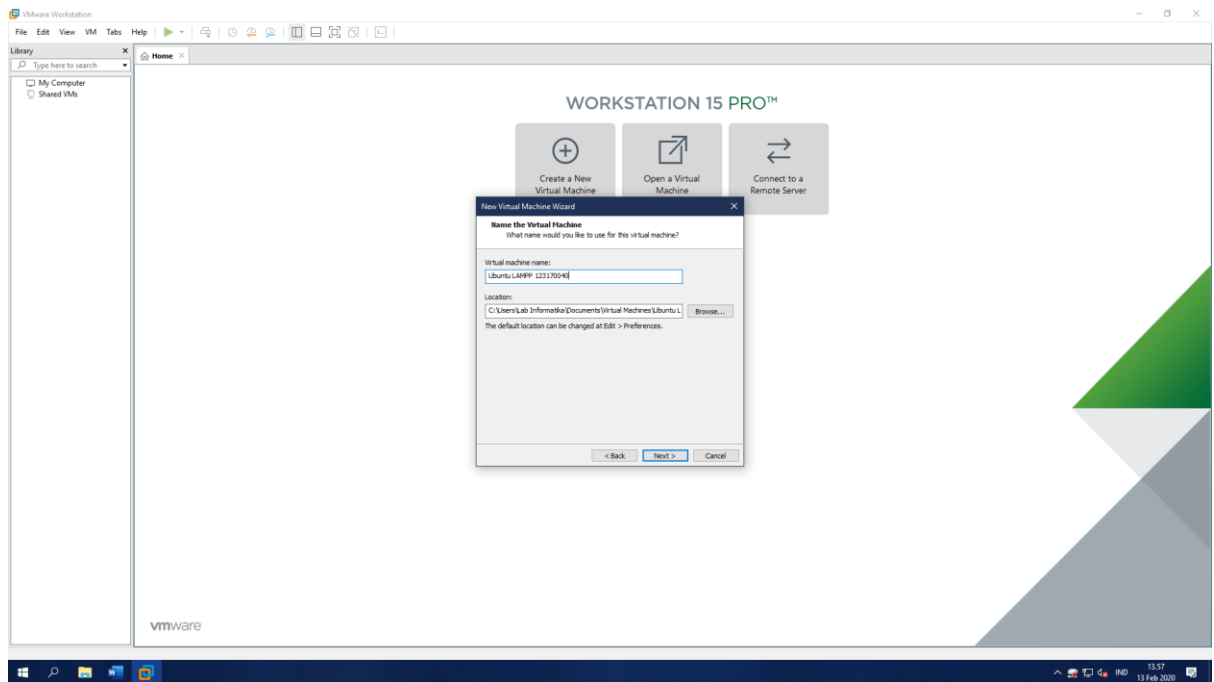 VMware Workstation
File Edit View VM Tabs Help
Library
Home
Type here to search
My Computer
Shared VMs
WORKSTATION 15 PRO™
Create a New
Virtual Machine
Open a Virtual
Machine
Connect to a
Remote Server
New Virtual Machine Wizard
Name the Virtual Machine
What name would you like to use for this virtual machine?
Virtual machine name:
Ubuntu LAMPP 123170040
Location:
C:\Users\Lab Informatika\Documents\Virtual Machines\Ubuntu L
Browse...
The default location can be changed at Edit > Preferences.
< Back Next > Cancel
vmware
IND
13.57
13 Feb 2020